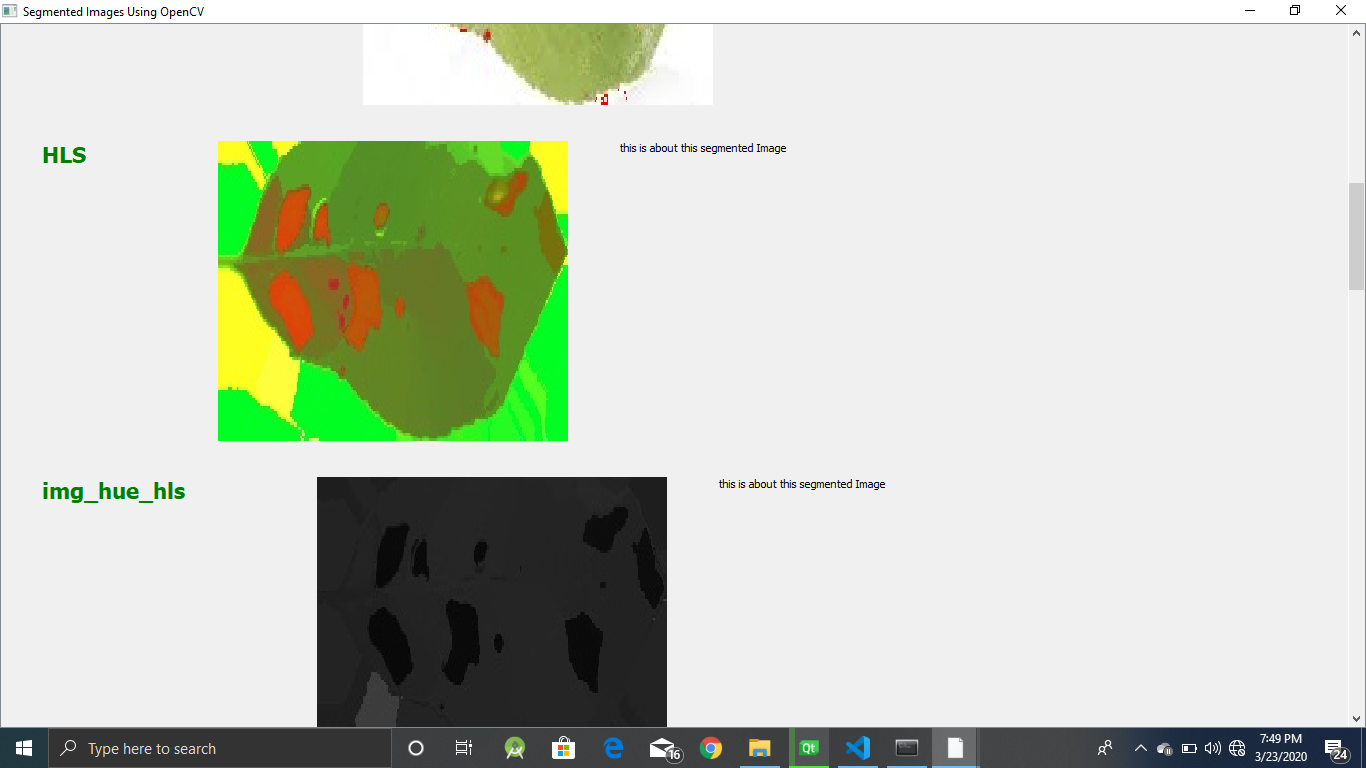 Segmented Images Using OpenCV
HLS
this is about this segmented Image
img_hue_hls
this is about this segmented Image
Type here to search
16
Qt
7:49 PM
3/23/2020
24